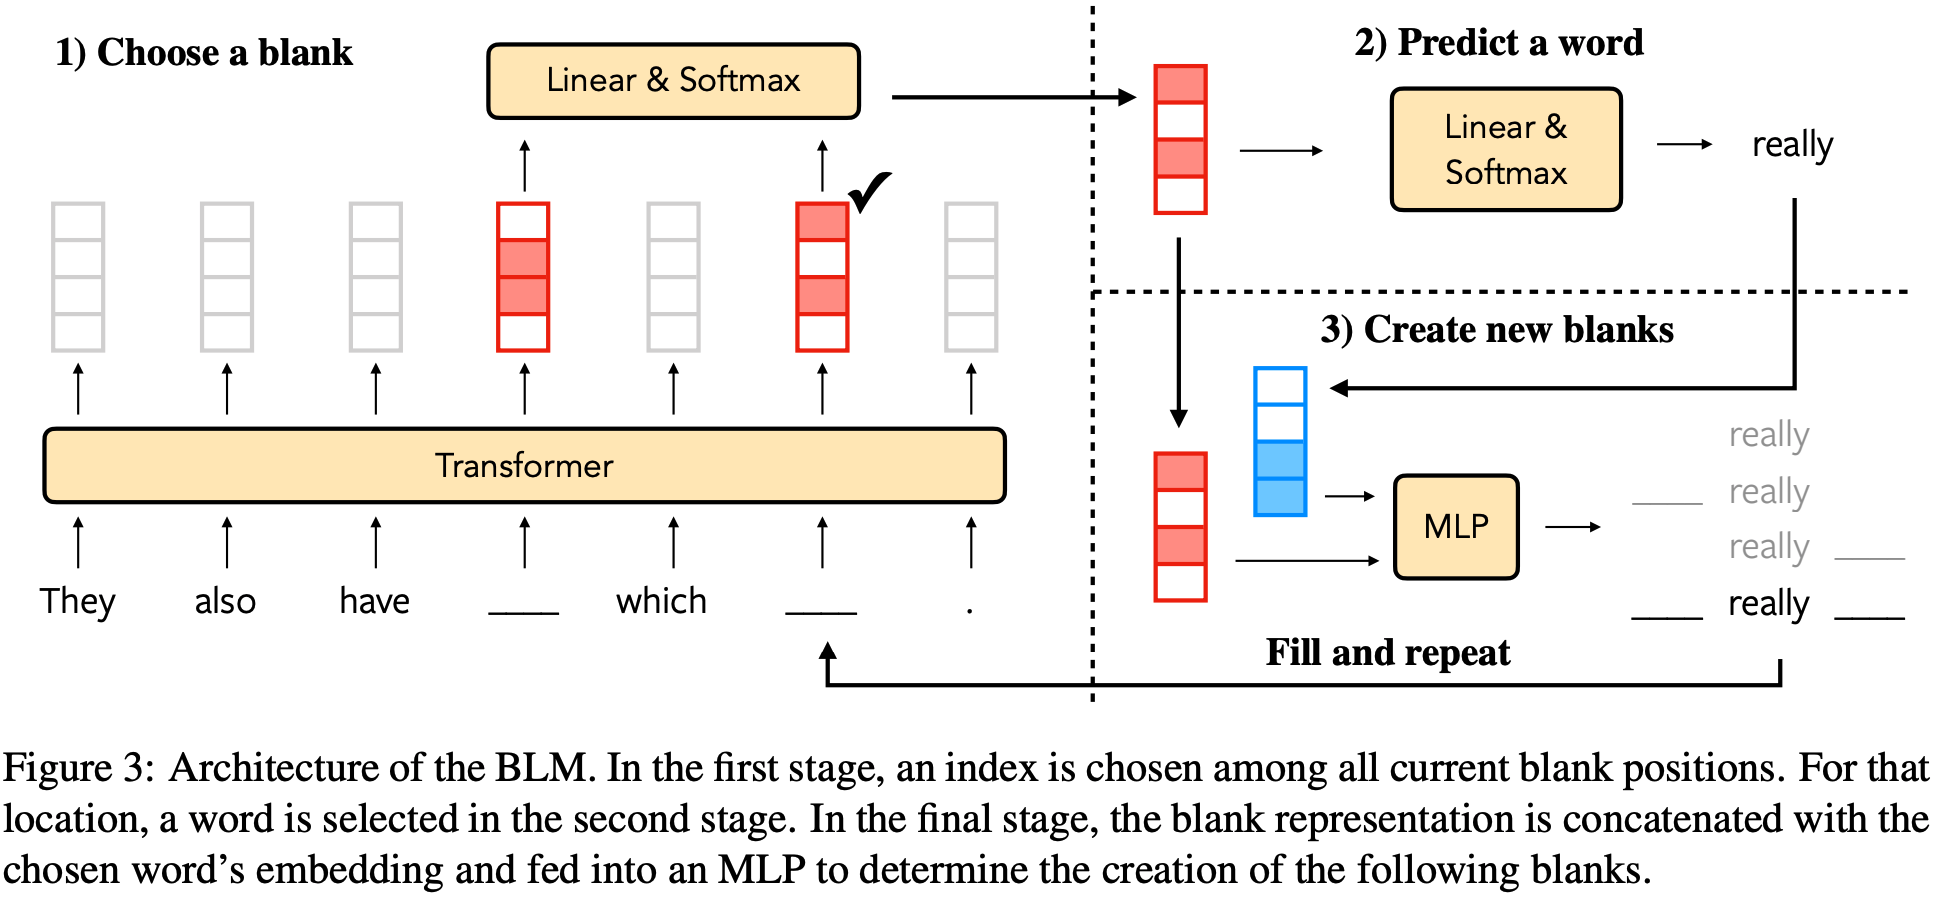 1) Choose a blank
Linear & Softmax
Transformer
They also have ____ which ____ .
2) Predict a word
Linear &
Softmax
really
3) Create new blanks
MLP
really
____ really
really ____
____ really ____
Fill and repeat
Figure 3: Architecture of the BLM. In the first stage, an index is chosen among all current blank positions. For that
location, a word is selected in the second stage. In the final stage, the blank representation is concatenated with the
chosen word's embedding and fed into an MLP to determine the creation of the following blanks.